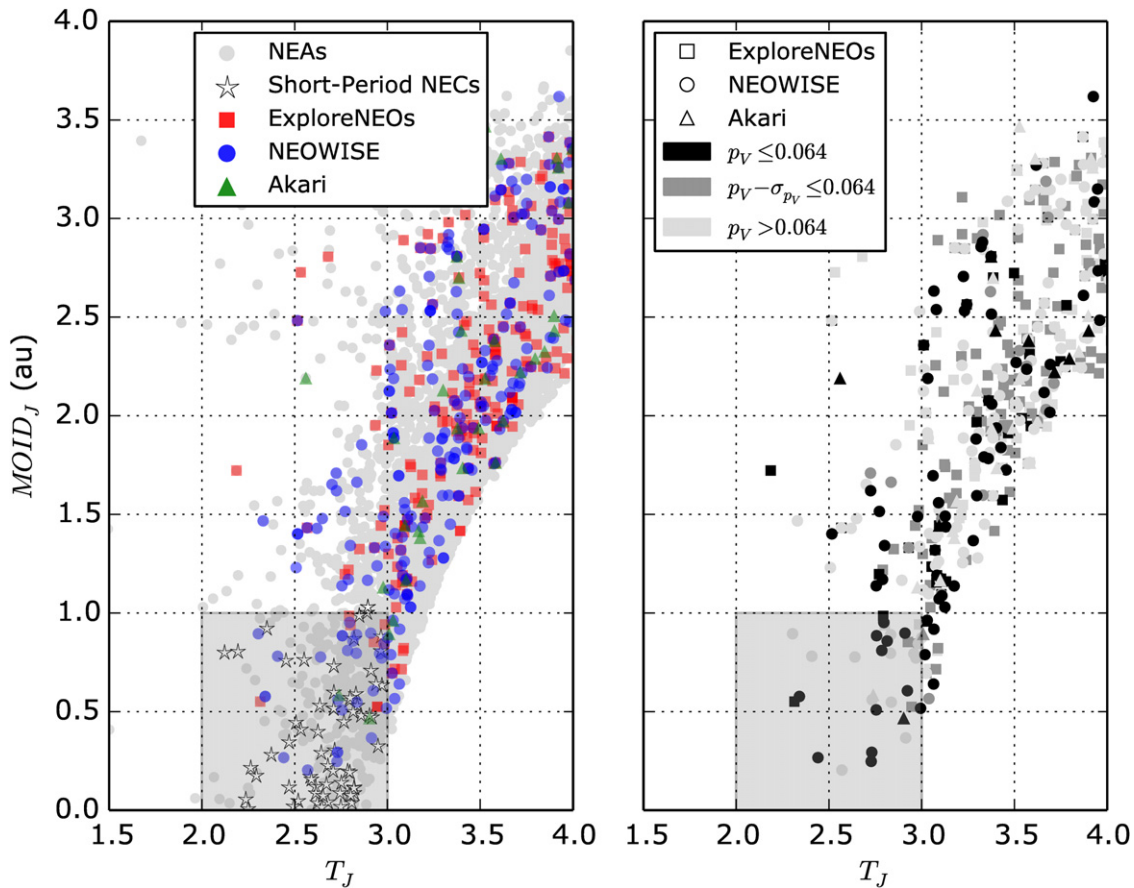 4.0
3.5
3.0
2.5
2.0
1.5
1.0
0.5
0.0
MOID_J (au)
1.5 2.0 2.5 3.0 3.5 4.0
T_J
NEAs
Short-Period NECs
ExploreNEOs
NEOWISE
Akari
ExploreNEOs
NEOWISE
Akari
p_V ≤0.064
p_V−σ_{p_V} ≤0.064
p_V >0.064
1.5 2.0 2.5 3.0 3.5 4.0
T_J